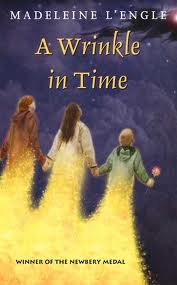 MADELEINE L'ENGLE
A Wrinkle
in Time
WINNER OF THE NEWBERY MEDAL